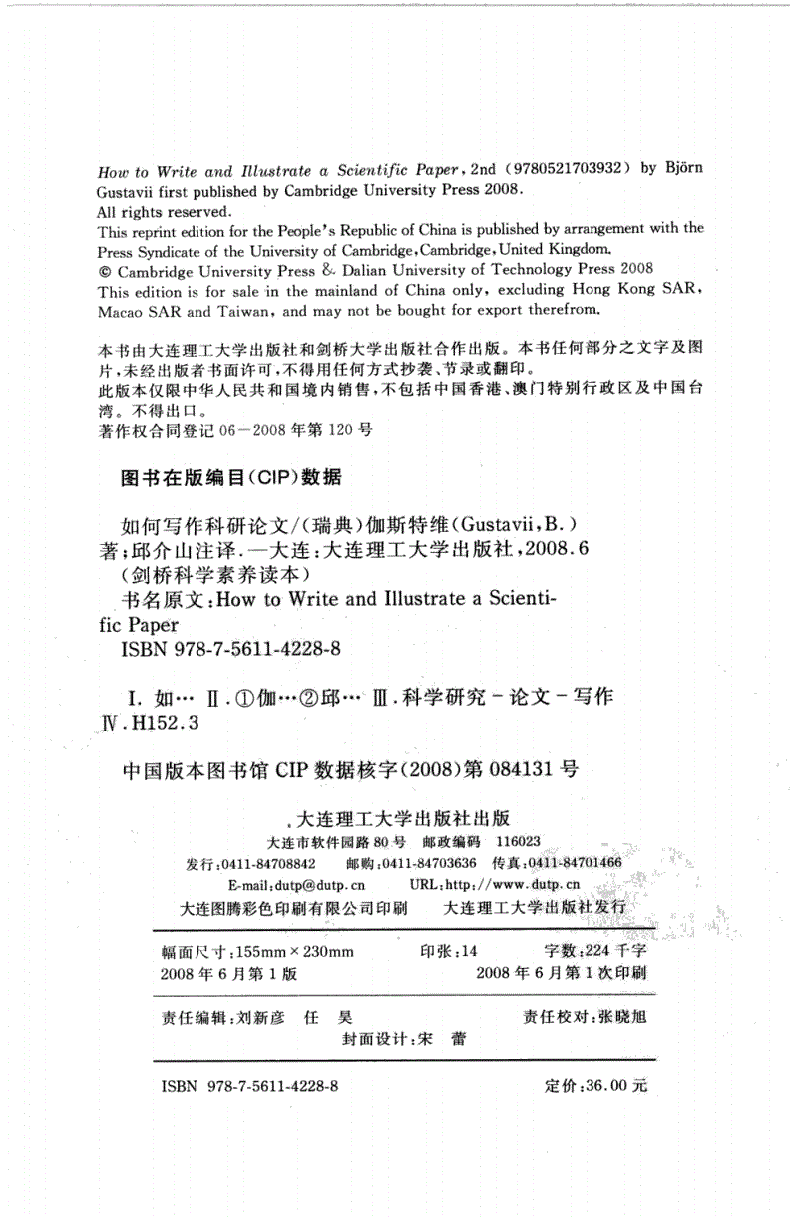 How to Write and Illustrate a Scientific Paper, 2nd (9780521703932) by Björn
Gustavii first published by Cambridge University Press 2008.
All rights reserved.
This reprint edition for the People's Republic of China is published by arrangement with the
Press Syndicate of the University of Cambridge, Cambridge, United Kingdom.
© Cambridge University Press & Dalian University of Technology Press 2008
This edition is for sale in the mainland of China only, excluding Hong Kong SAR,
Macao SAR and Taiwan, and may not be bought for export therefrom.
本书由大连理工大学出版社和剑桥大学出版社合作出版。本书任何部分之文字及图
片,未经出版者书面许可,不得用任何方式抄袭、节录或翻印。
此版本仅限中华人民共和国境内销售,不包括中国香港、澳门特别行政区及中国台
湾。不得出口。
著作权合同登记 06-2008 年第 120 号
图书在版编目(CIP)数据
如何写作科研论文/(瑞典)伽斯特维(Gustavii,B.)
著;邱介山注译.—大连:大连理工大学出版社,2008.6
(剑桥科学素养读本)
书名原文:How to Write and Illustrate a Scienti-
fic Paper
ISBN 978-7-5611-4228-8
Ⅰ. 如… Ⅱ.①伽…②邱… Ⅲ.科学研究-论文-写作
Ⅳ.H152.3
中国版本图书馆 CIP 数据核字(2008)第 084131 号
大连理工大学出版社出版
大连市软件园路 80 号 邮政编码 116023
发行:0411-84708842 邮购:0411-84703636 传真:0411-84701466
E-mail:dutp@dutp.cn URL:http://www.dutp.cn
大连图腾彩色印刷有限公司印刷 大连理工大学出版社发行
幅面尺寸:155mm×230mm 印张:14 字数:224 千字
2008 年 6 月第 1 版 2008 年 6 月第 1 次印刷
责任编辑:刘新彦 任 昊 责任校对:张晓旭
封面设计:宋 蕾
ISBN 978-7-5611-4228-8 定价:36.00 元